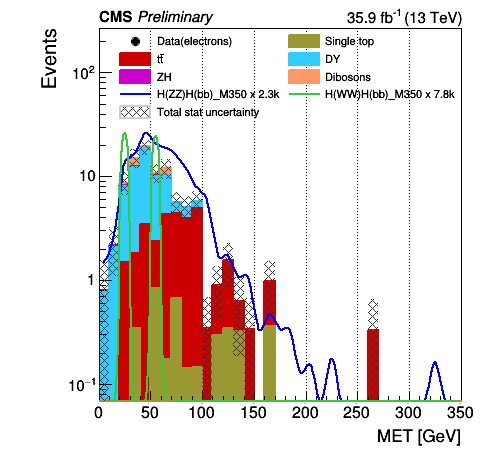 CMS Preliminary 35.9 fb⁻¹ (13 TeV)
Events
Data(electrons) Single top
tt̄ DY
ZH Dibosons
H(ZZ)H(bb)_M350 x 2.3k H(WW)H(bb)_M350 x 7.8k
Total stat uncertainty
10²
10
1
10⁻¹
0 50 100 150 200 250 300 350
MET [GeV]